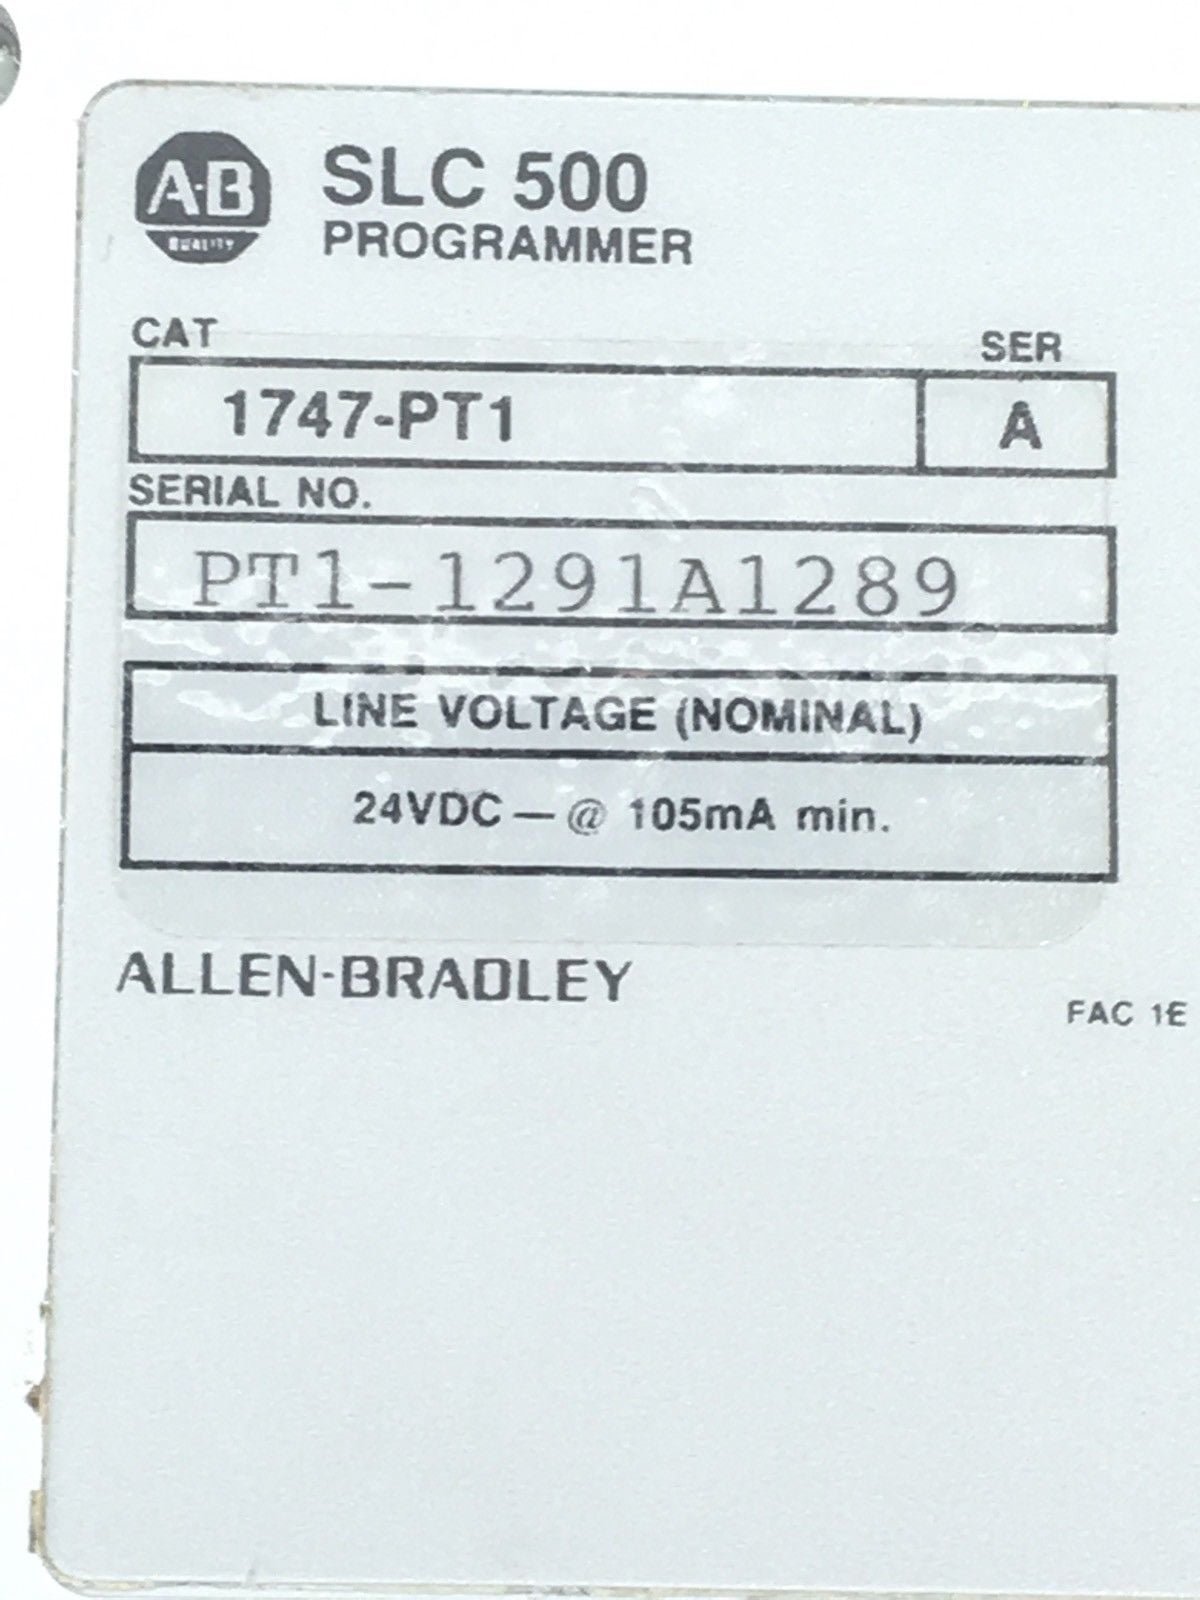 A-B
QUALITY
SLC 500
PROGRAMMER
CAT
SER
1747-PT1
A
SERIAL NO.
PT1-1291A1289
LINE VOLTAGE (NOMINAL)
24VDC — @ 105mA min.
ALLEN-BRADLEY
FAC 1E